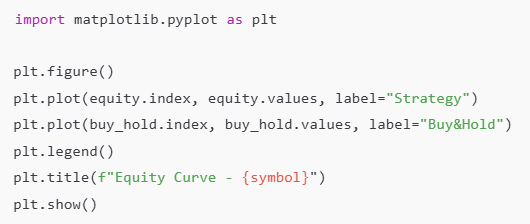 import matplotlib.pyplot as plt

plt.figure()
plt.plot(equity.index, equity.values, label="Strategy")
plt.plot(buy_hold.index, buy_hold.values, label="Buy&Hold")
plt.legend()
plt.title(f"Equity Curve - {symbol}")
plt.show()